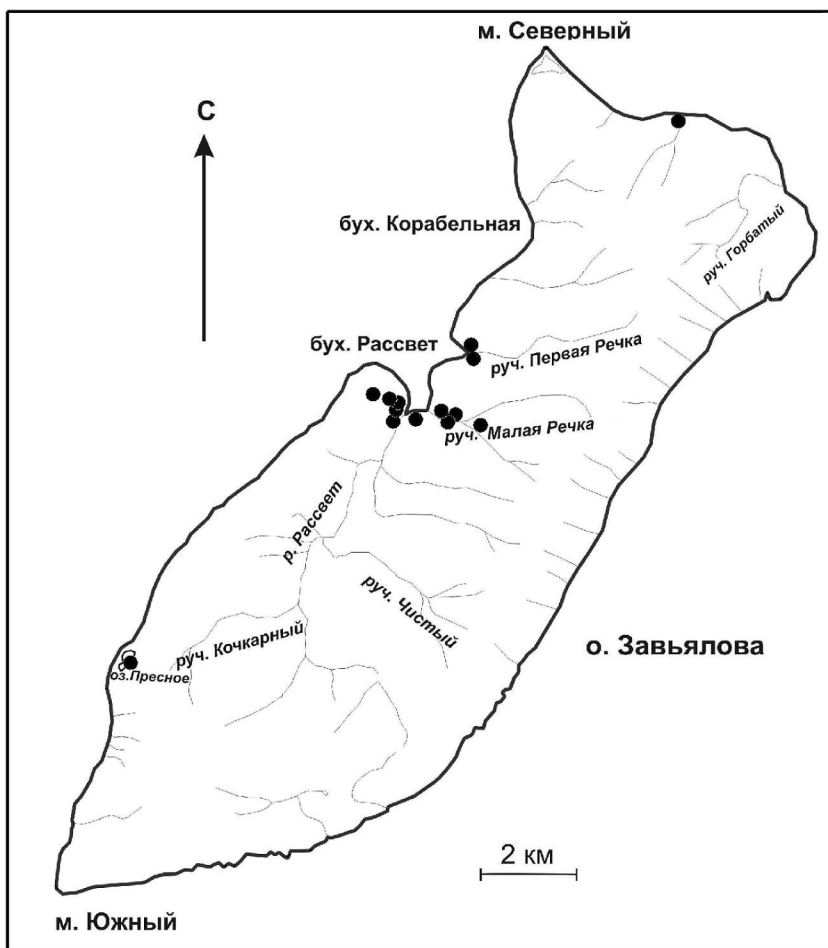 м. Северный
С
бух. Корабельная
руч. Горбатый
бух. Рассвет
руч. Первая Речка
руч. Малая Речка
р. Рассвет
руч. Чистый
руч. Кочкарный
о. Завьялова
оз.Пресное
2 км
м. Южный